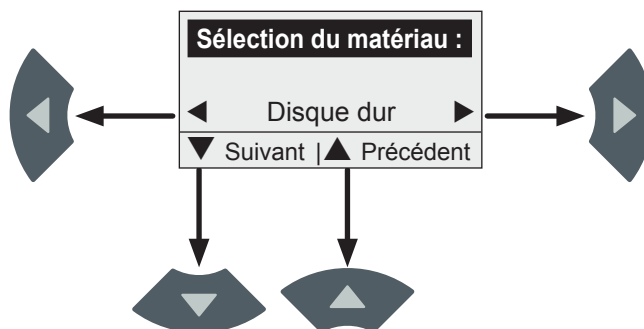 Sélection du matériau :
◀ Disque dur ▶
▼ Suivant | ▲ Précédent